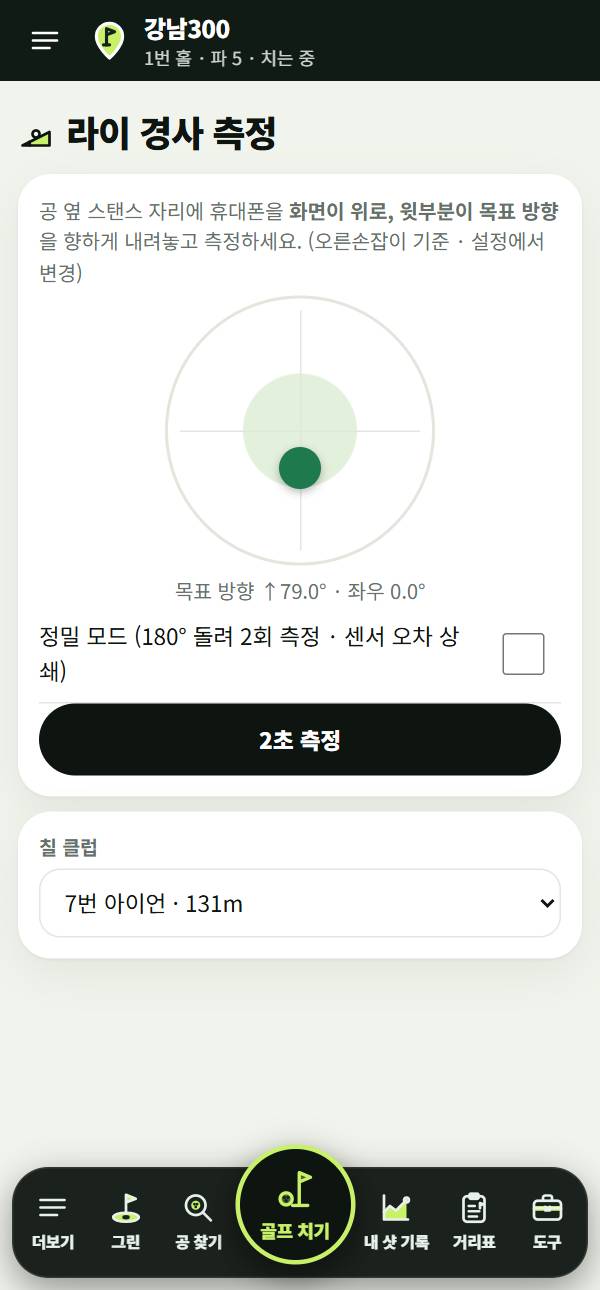 강남300
1번 홀 · 파 5 · 치는 중
라이 경사 측정
공 옆 스탠스 자리에 휴대폰을 화면이 위로, 윗부분이 목표 방향
을 향하게 내려놓고 측정하세요. (오른손잡이 기준 · 설정에서
변경)
목표 방향 ↑79.0° · 좌우 0.0°
정밀 모드 (180° 돌려 2회 측정 · 센서 오차 상
쇄)
2초 측정
칠 클럽
7번 아이언 · 131m
더보기
그린
공 찾기
골프 치기
내 샷 기록
거리표
도구